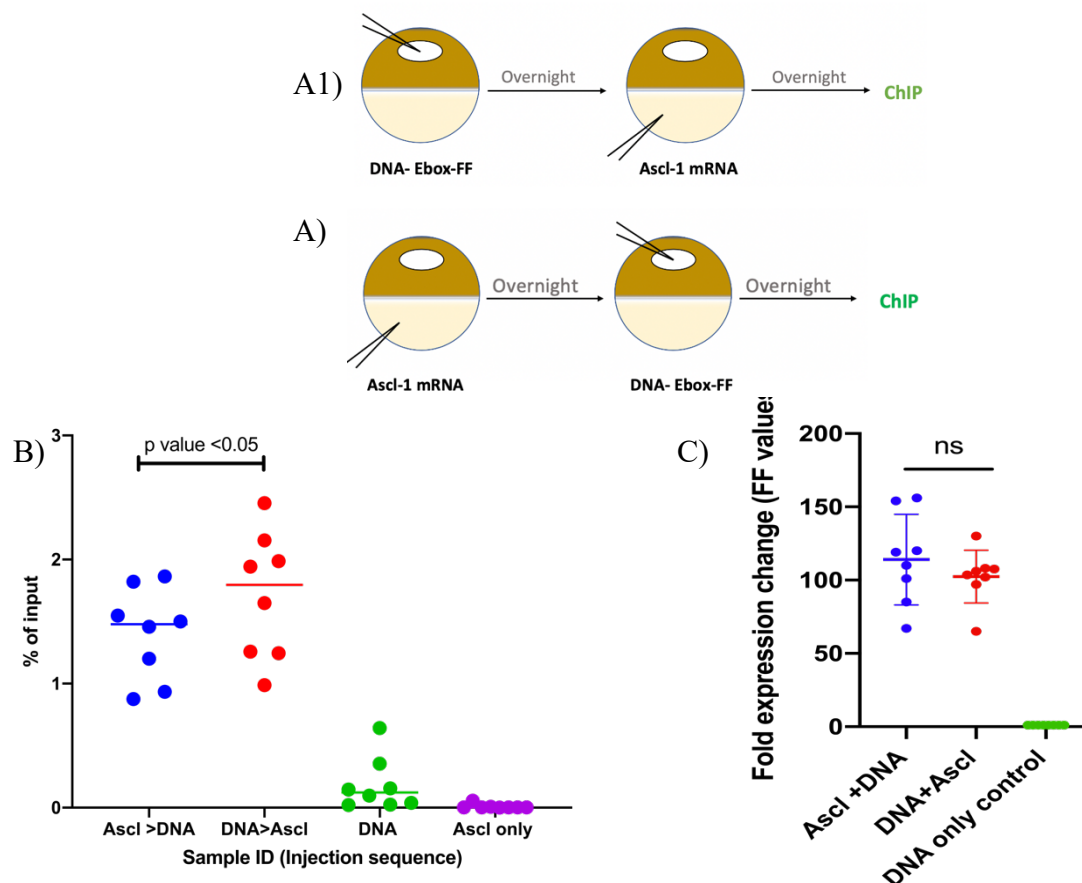 A1)
Overnight
Overnight
ChIP
DNA- Ebox-FF
Ascl-1 mRNA
A)
Overnight
Overnight
ChIP
Ascl-1 mRNA
DNA- Ebox-FF
B)
p value <0.05
% of input
3
2
1
0
Ascl >DNA
DNA>Ascl
DNA
Ascl only
Sample ID (Injection sequence)
C)
ns
Fold expression change (FF values
200
150
100
50
0
Ascl +DNA
DNA+Ascl
DNA only control